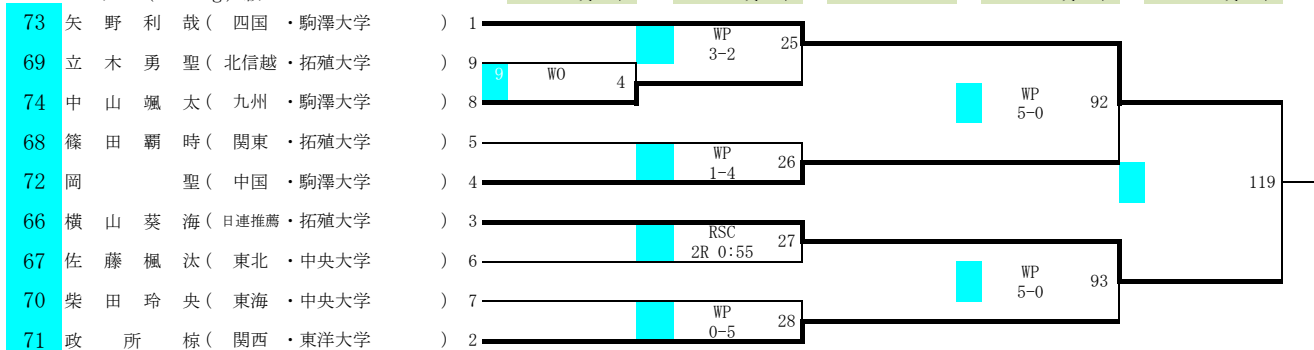 73 矢野利哉( 四国 ・駒澤大学 ) 1
WP 25
3-2
69 立木勇聖( 北信越 ・拓殖大学 ) 9
9 WO 4
74 中山颯太( 九州 ・駒澤大学 ) 8
WP 92
5-0
68 篠田覇時( 関東 ・拓殖大学 ) 5
WP 26
1-4
72 岡聖( 中国 ・駒澤大学 ) 4
119
66 横山葵海( 日連推薦 ・拓殖大学 ) 3
RSC 27
2R 0:55
67 佐藤楓汰( 東北 ・中央大学 ) 6
WP 93
5-0
70 柴田玲央( 東海 ・中央大学 ) 7
WP 28
0-5
71 政所椋( 関西 ・東洋大学 ) 2